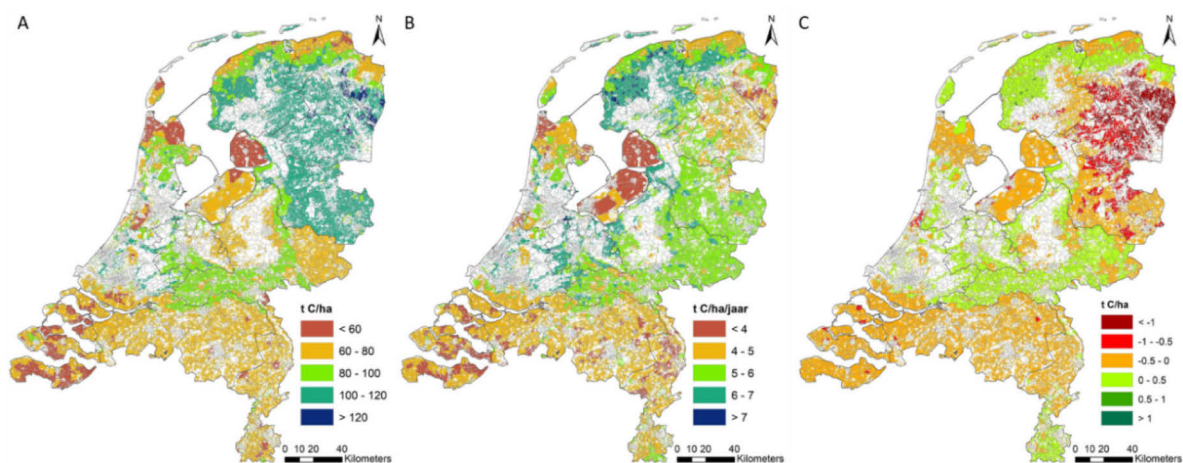 A
N
t C/ha
< 60
60 - 80
80 - 100
100 - 120
> 120
0 10 20 40
Kilometers
B
N
t C/ha/jaar
< 4
4 - 5
5 - 6
6 - 7
> 7
0 10 20 40
Kilometers
C
N
t C/ha
< -1
-1 - -0.5
-0.5 - 0
0 - 0.5
0.5 - 1
> 1
0 10 20 40
Kilometers